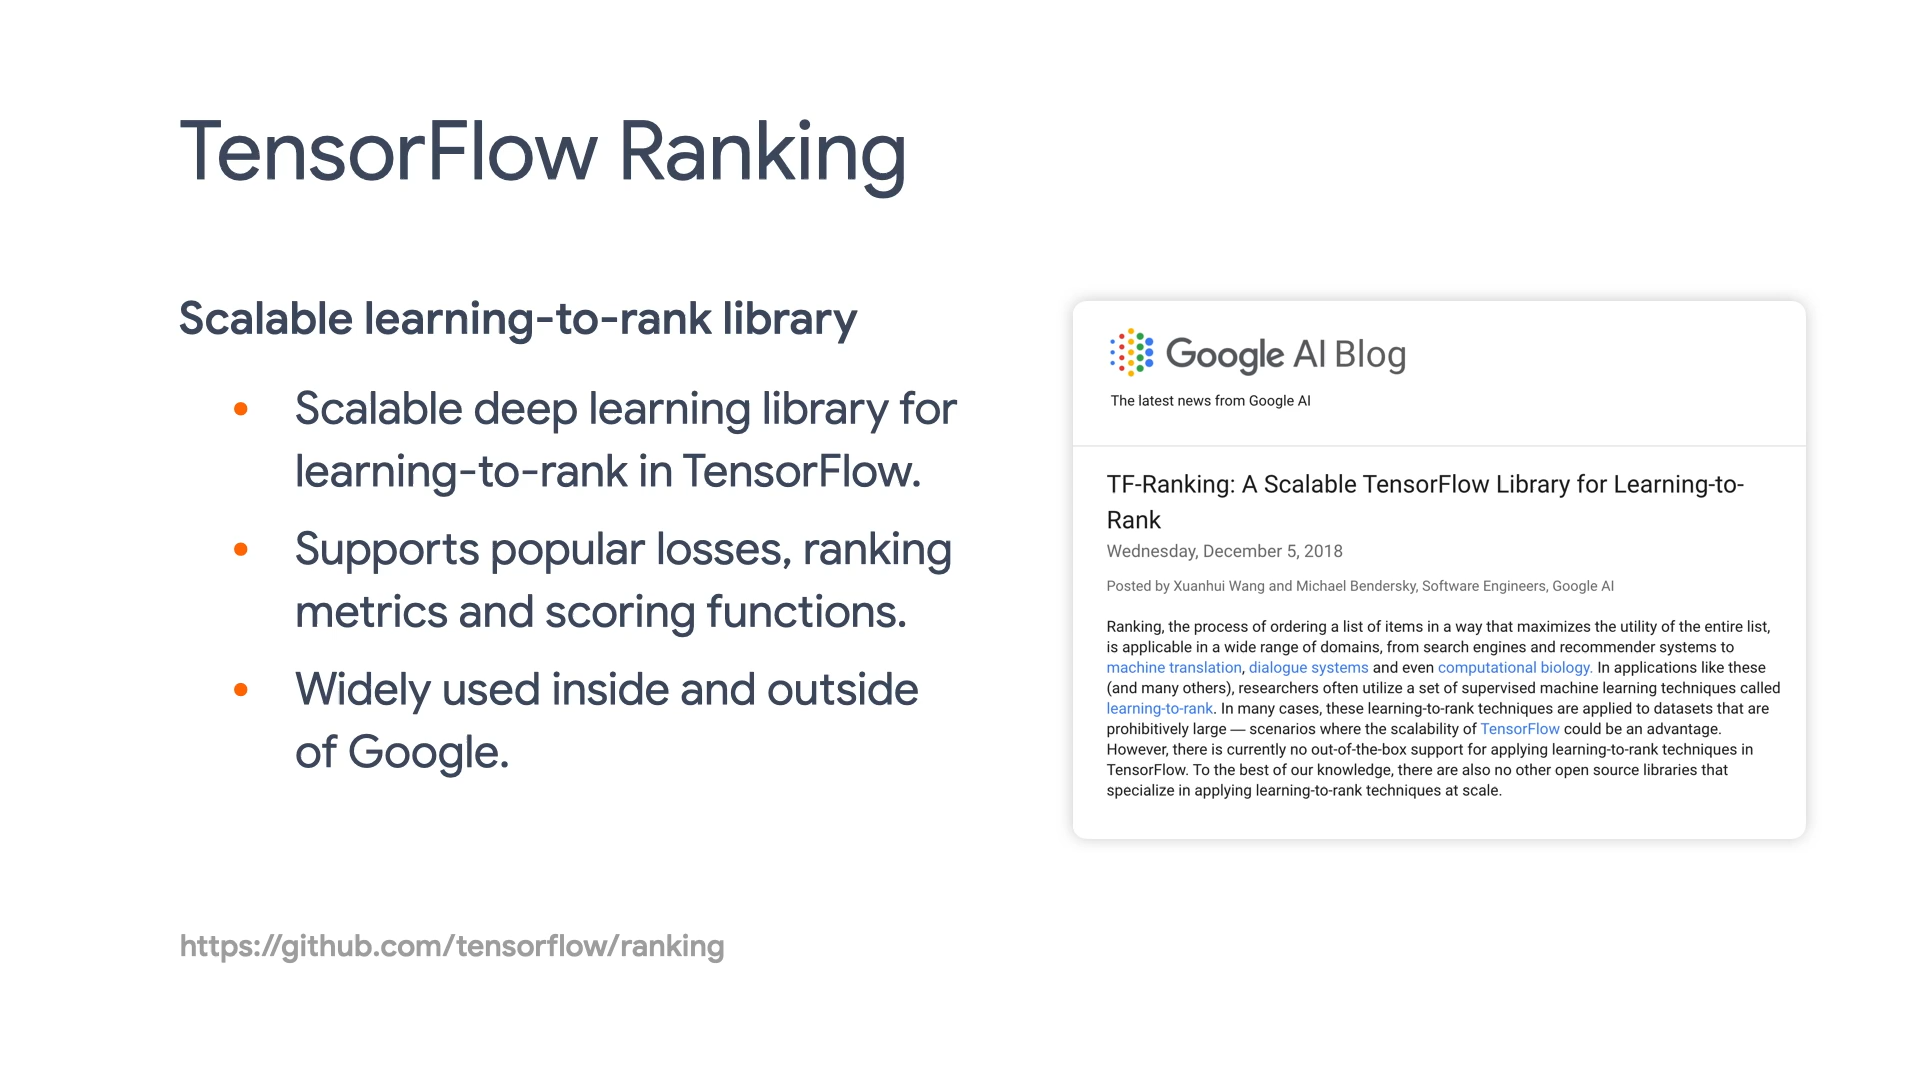 TensorFlow Ranking
Scalable learning-to-rank library
• Scalable deep learning library for
learning-to-rank in TensorFlow.
• Supports popular losses, ranking
metrics and scoring functions.
• Widely used inside and outside
of Google.
https://github.com/tensorflow/ranking
Google AI Blog
The latest news from Google AI
TF-Ranking: A Scalable TensorFlow Library for Learning-to-
Rank
Wednesday, December 5, 2018
Posted by Xuanhui Wang and Michael Bendersky, Software Engineers, Google AI
Ranking, the process of ordering a list of items in a way that maximizes the utility of the entire list,
is applicable in a wide range of domains, from search engines and recommender systems to
machine translation, dialogue systems and even computational biology. In applications like these
(and many others), researchers often utilize a set of supervised machine learning techniques called
learning-to-rank. In many cases, these learning-to-rank techniques are applied to datasets that are
prohibitively large — scenarios where the scalability of TensorFlow could be an advantage.
However, there is currently no out-of-the-box support for applying learning-to-rank techniques in
TensorFlow. To the best of our knowledge, there are also no other open source libraries that
specialize in applying learning-to-rank techniques at scale.